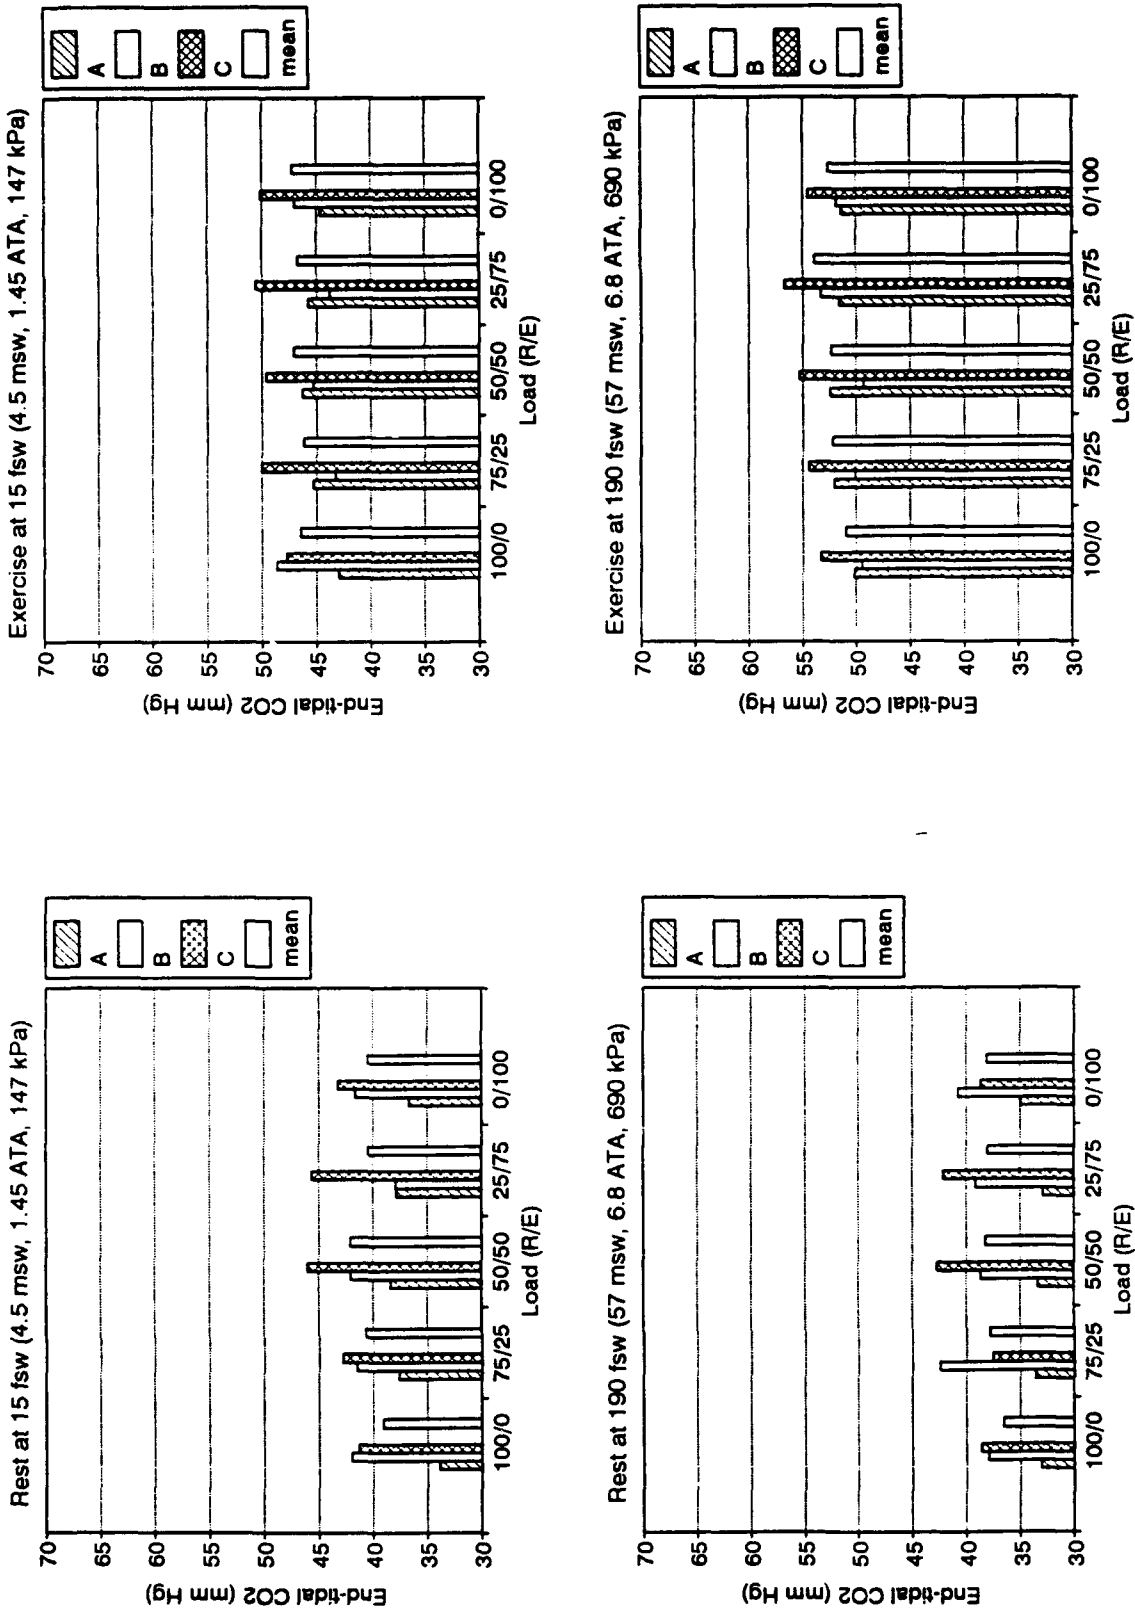 Rest at 15 fsw (4.5 msw, 1.45 ATA, 147 kPa)
End-tidal CO2 (mm Hg)
70
65
60
55
50
45
40
35
30
100/0
75/25
50/50
25/75
0/100
Load (R/E)
A
B
C
mean
Exercise at 15 fsw (4.5 msw, 1.45 ATA, 147 kPa)
End-tidal CO2 (mm Hg)
70
65
60
55
50
45
40
35
30
100/0
75/25
50/50
25/75
0/100
Load (R/E)
A
B
C
mean
Rest at 190 fsw (57 msw, 6.8 ATA, 690 kPa)
End-tidal CO2 (mm Hg)
70
65
60
55
50
45
40
35
30
100/0
75/25
50/50
25/75
0/100
Load (R/E)
A
B
C
mean
Exercise at 190 fsw (57 msw, 6.8 ATA, 690 kPa)
End-tidal CO2 (mm Hg)
70
65
60
55
50
45
40
35
30
100/0
75/25
50/50
25/75
0/100
Load (R/E)
A
B
C
mean